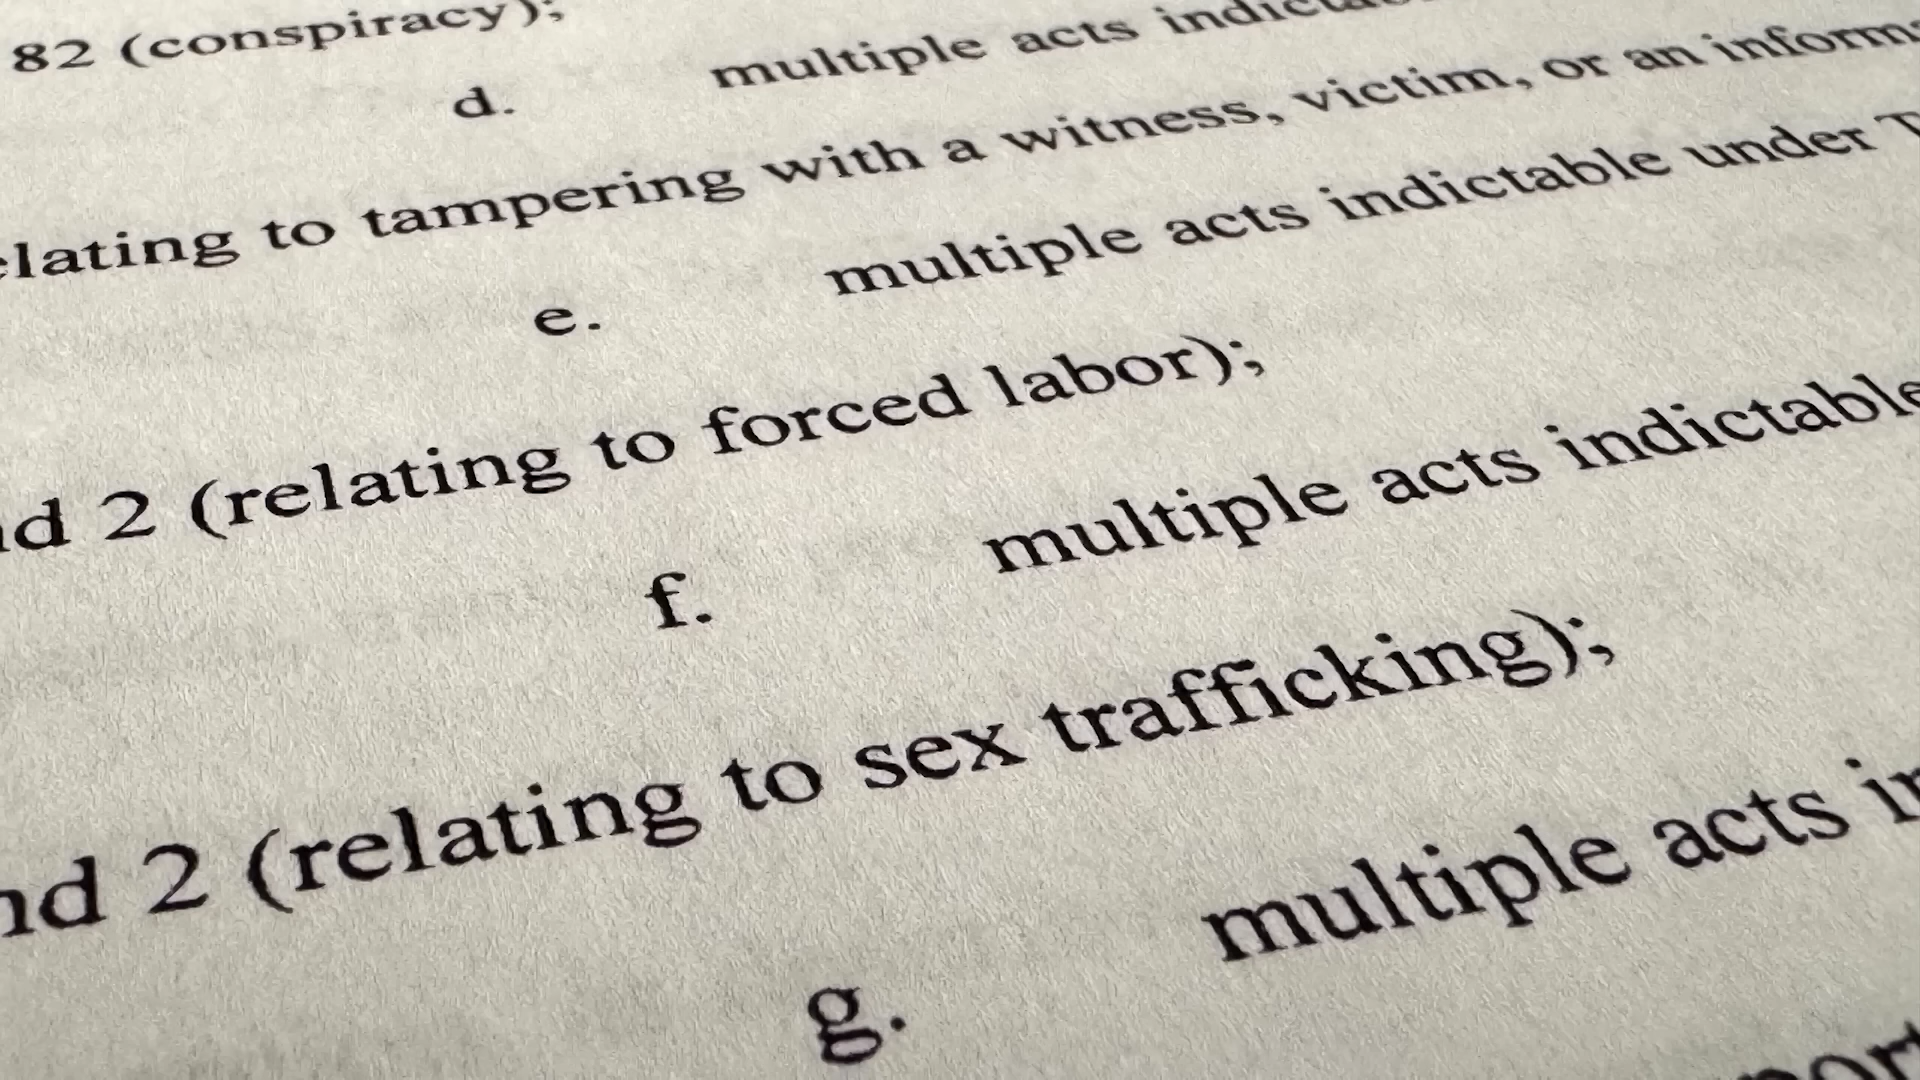 82 (conspiracy);
d. multiple acts
relating to tampering with a witness, victim, or an
e. multiple acts indictable under
2 (relating to forced labor);
f. multiple acts indictable
2 (relating to sex trafficking);
g. multiple acts